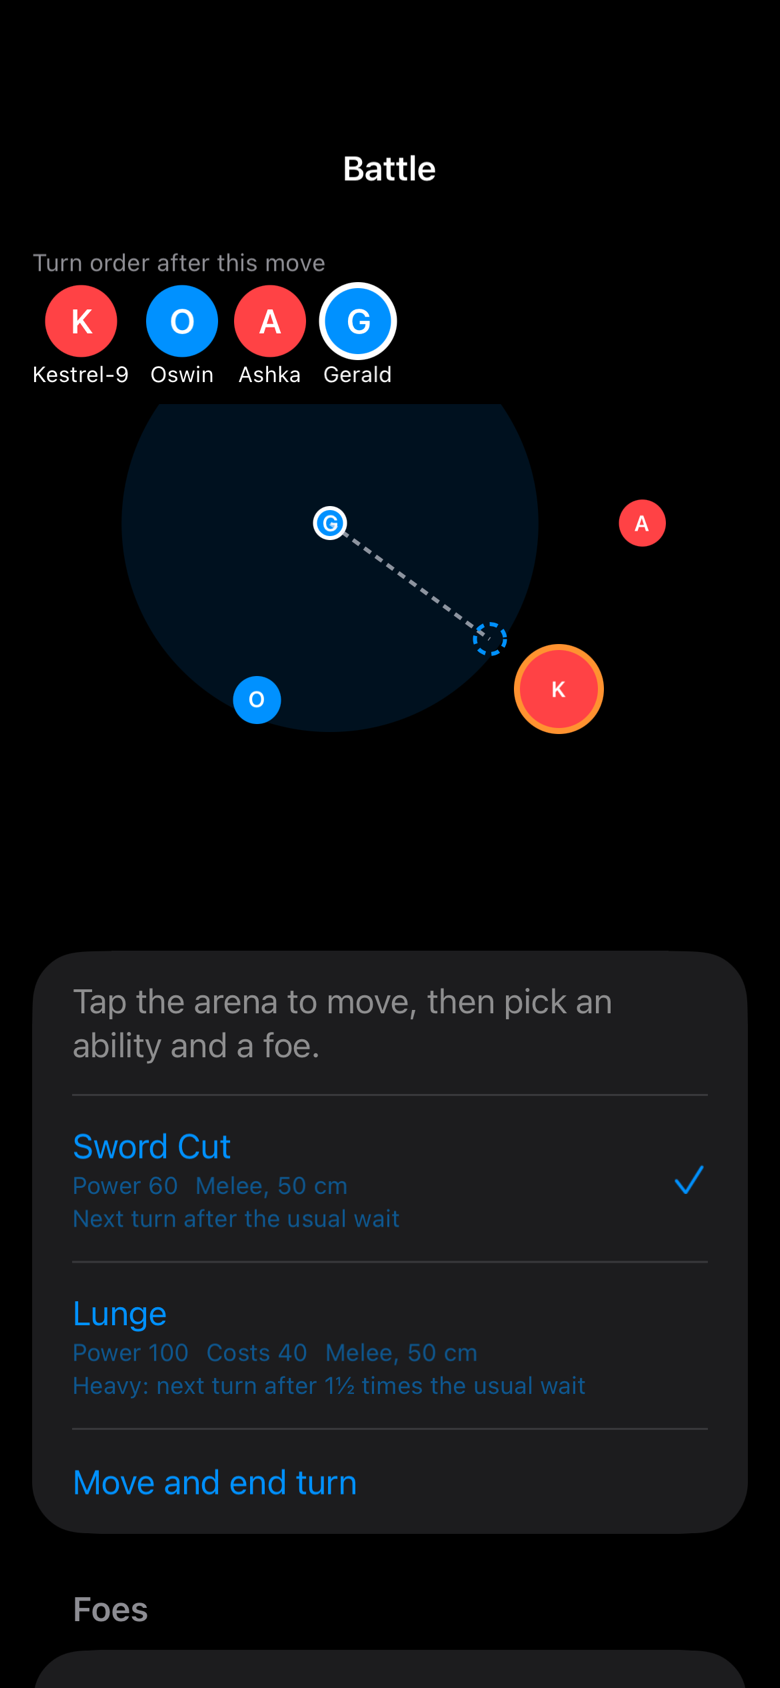 Battle
Turn order after this move
K O A G
Kestrel-9 Oswin Ashka Gerald
G
A
K
O
Tap the arena to move, then pick an
ability and a foe.
Sword Cut
Power 60 Melee, 50 cm
Next turn after the usual wait
Lunge
Power 100 Costs 40 Melee, 50 cm
Heavy: next turn after 1½ times the usual wait
Move and end turn
Foes